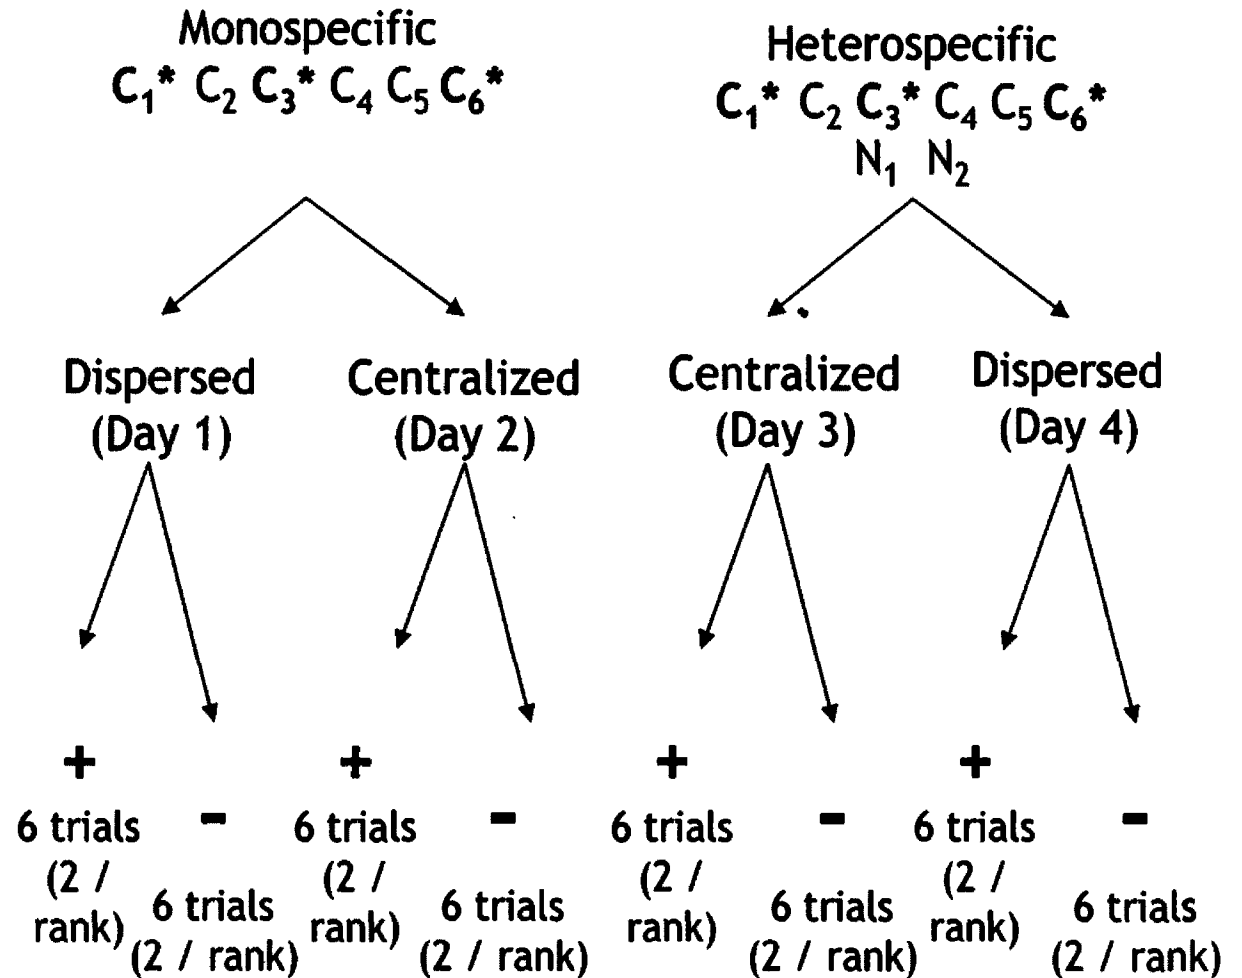 Monospecific
C₁* C₂ C₃* C₄ C₅ C₆*
Heterospecific
C₁* C₂ C₃* C₄ C₅ C₆*
N₁ N₂
Dispersed
(Day 1)
Centralized
(Day 2)
Centralized
(Day 3)
Dispersed
(Day 4)
+
6 trials
(2 /
rank)
-
6 trials
(2 / rank)
+
6 trials
(2 /
rank)
-
6 trials
(2 / rank)
+
6 trials
(2 /
rank)
-
6 trials
(2 / rank)
+
6 trials
(2 /
rank)
-
6 trials
(2 / rank)